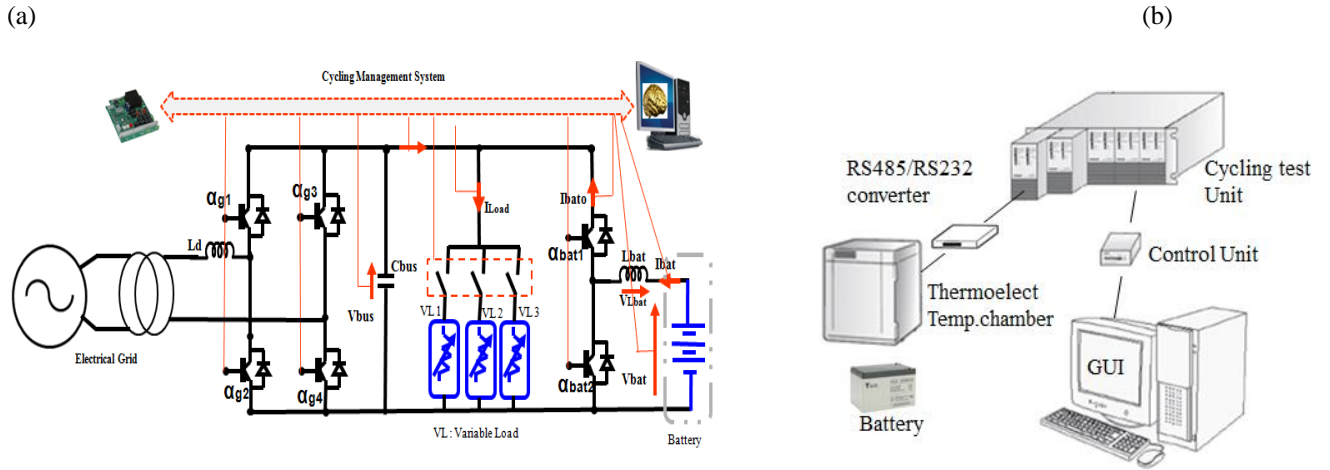 (a)
(b)
Cycling Management System
αg1
αg3
ILoad
Ibato
αbat1
Lbat
Ibat
Ld
Cbus
Vbus
VLbat
VL 1
VL 2
VL 3
Electrical Grid
αg2
αg4
Vbat
αbat2
VL : Variable Load
Battery
RS485/RS232
converter
Cycling test
Unit
Control Unit
Thermoelect
Temp.chamber
GUI
Battery